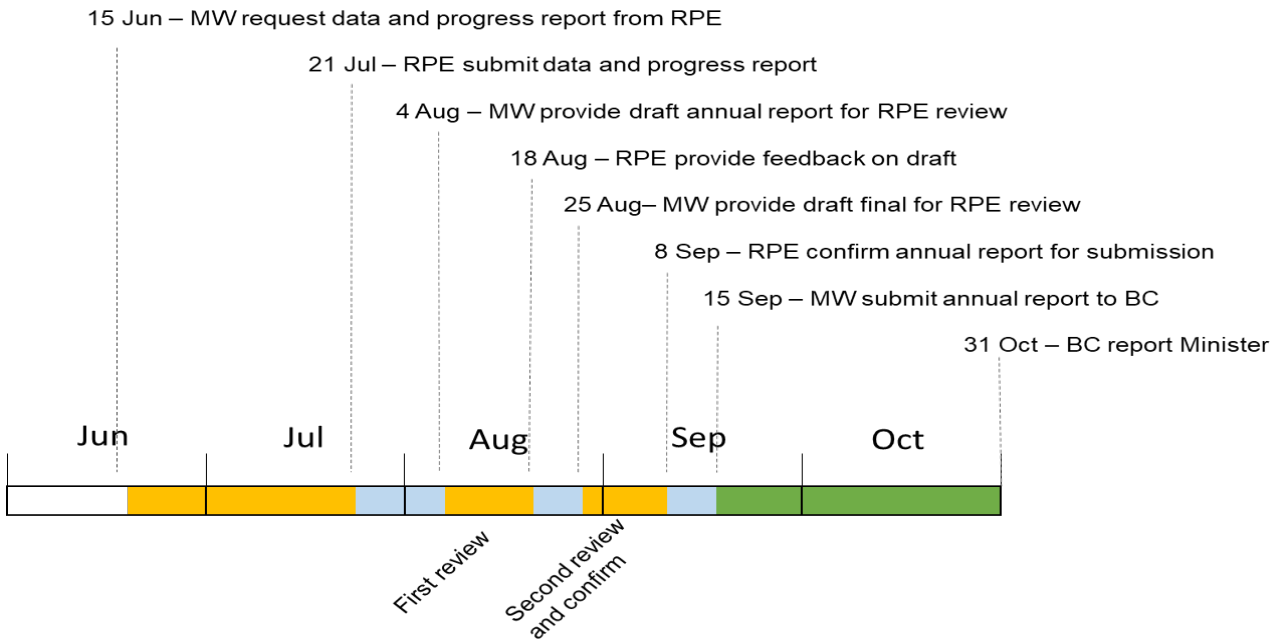 15 Jun – MW request data and progress report from RPE
21 Jul – RPE submit data and progress report
4 Aug – MW provide draft annual report for RPE review
18 Aug – RPE provide feedback on draft
25 Aug– MW provide draft final for RPE review
8 Sep – RPE confirm annual report for submission
15 Sep – MW submit annual report to BC
31 Oct – BC report Minister
Jun
Jul
Aug
Sep
Oct
First review
Second review
and confirm